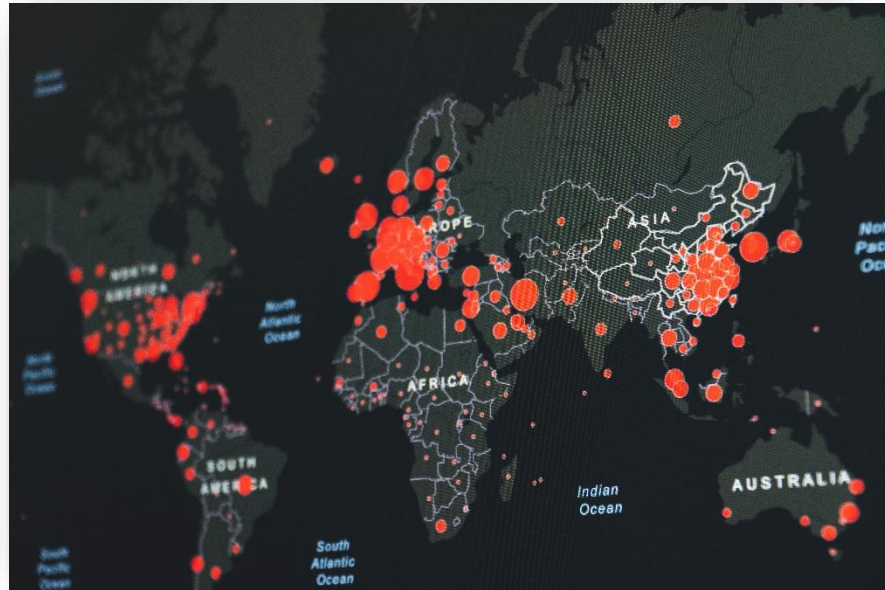 NORTH
AMERICA
North
Atlantic
Ocean
North
Pacific
Ocean
ROPE
ASIA
AFRICA
SOUTH
AMERICA
Indian
Ocean
AUSTRALIA
South
Atlantic
Ocean
South
Pacific
Ocean